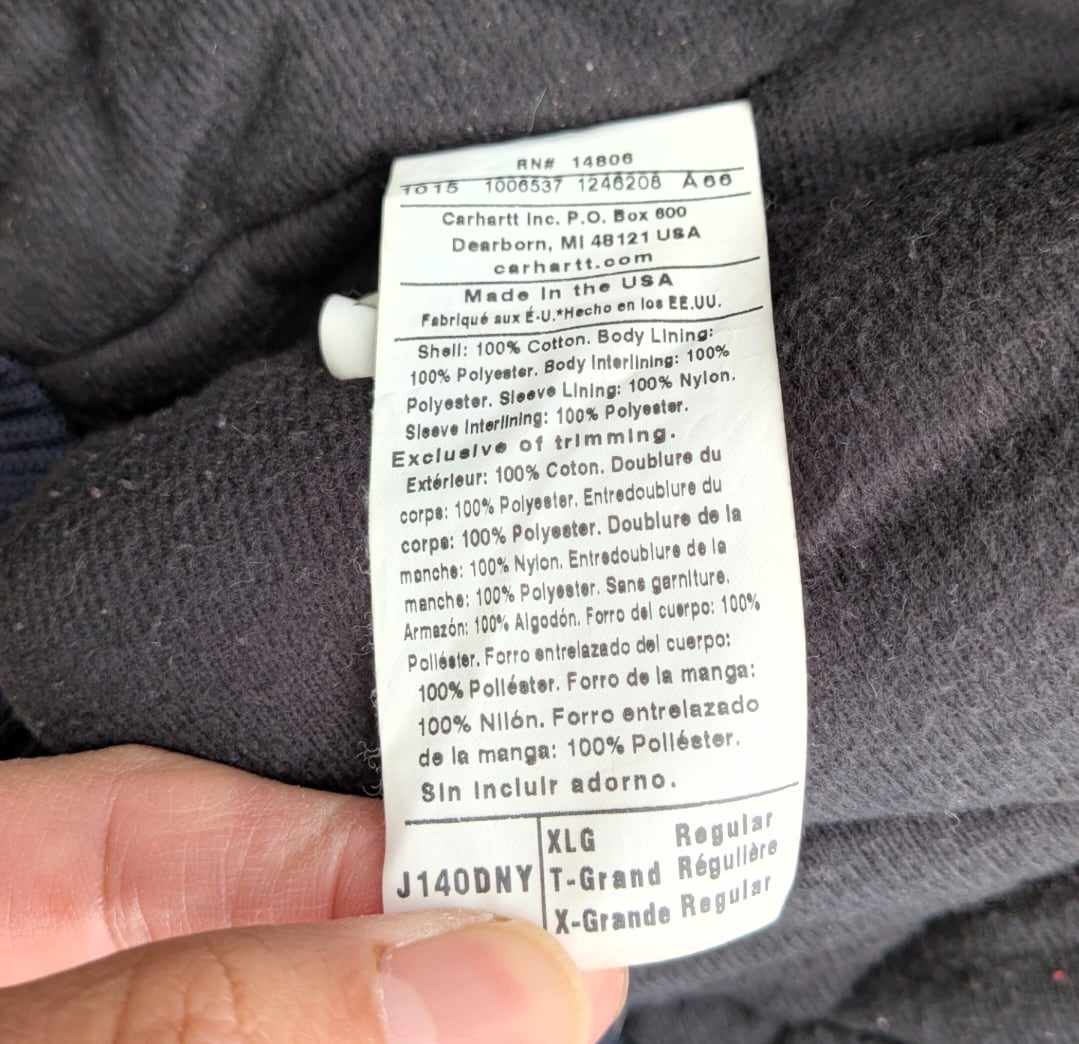 RN# 14806
1015 1006537 1246208 A66
Carhartt Inc. P.O. Box 600
Dearborn, MI 48121 USA
carhartt.com
Made in the USA
Fabriqué aux É-U.*Hecho en los EE.UU.
Shell: 100% Cotton. Body Lining:
100% Polyester. Body Interlining: 100%
Polyester. Sleeve Lining: 100% Nylon.
Sleeve Interlining: 100% Polyester.
Exclusive of trimming.
Extérieur: 100% Coton. Doublure du
corps: 100% Polyester. Entredoublure du
corps: 100% Polyester. Doublure de la
manche: 100% Nylon. Entredoublure de la
manche: 100% Polyester. Sans garniture.
Armazón: 100% Algodón. Forro del cuerpo: 100%
Poliéster. Forro entrelazado del cuerpo:
100% Poliéster. Forro de la manga:
100% Nilón. Forro entrelazado
de la manga: 100% Poliéster.
Sin incluir adorno.
J140DNY
XLG Regular
T-Grand Régulière
X-Grande Regular